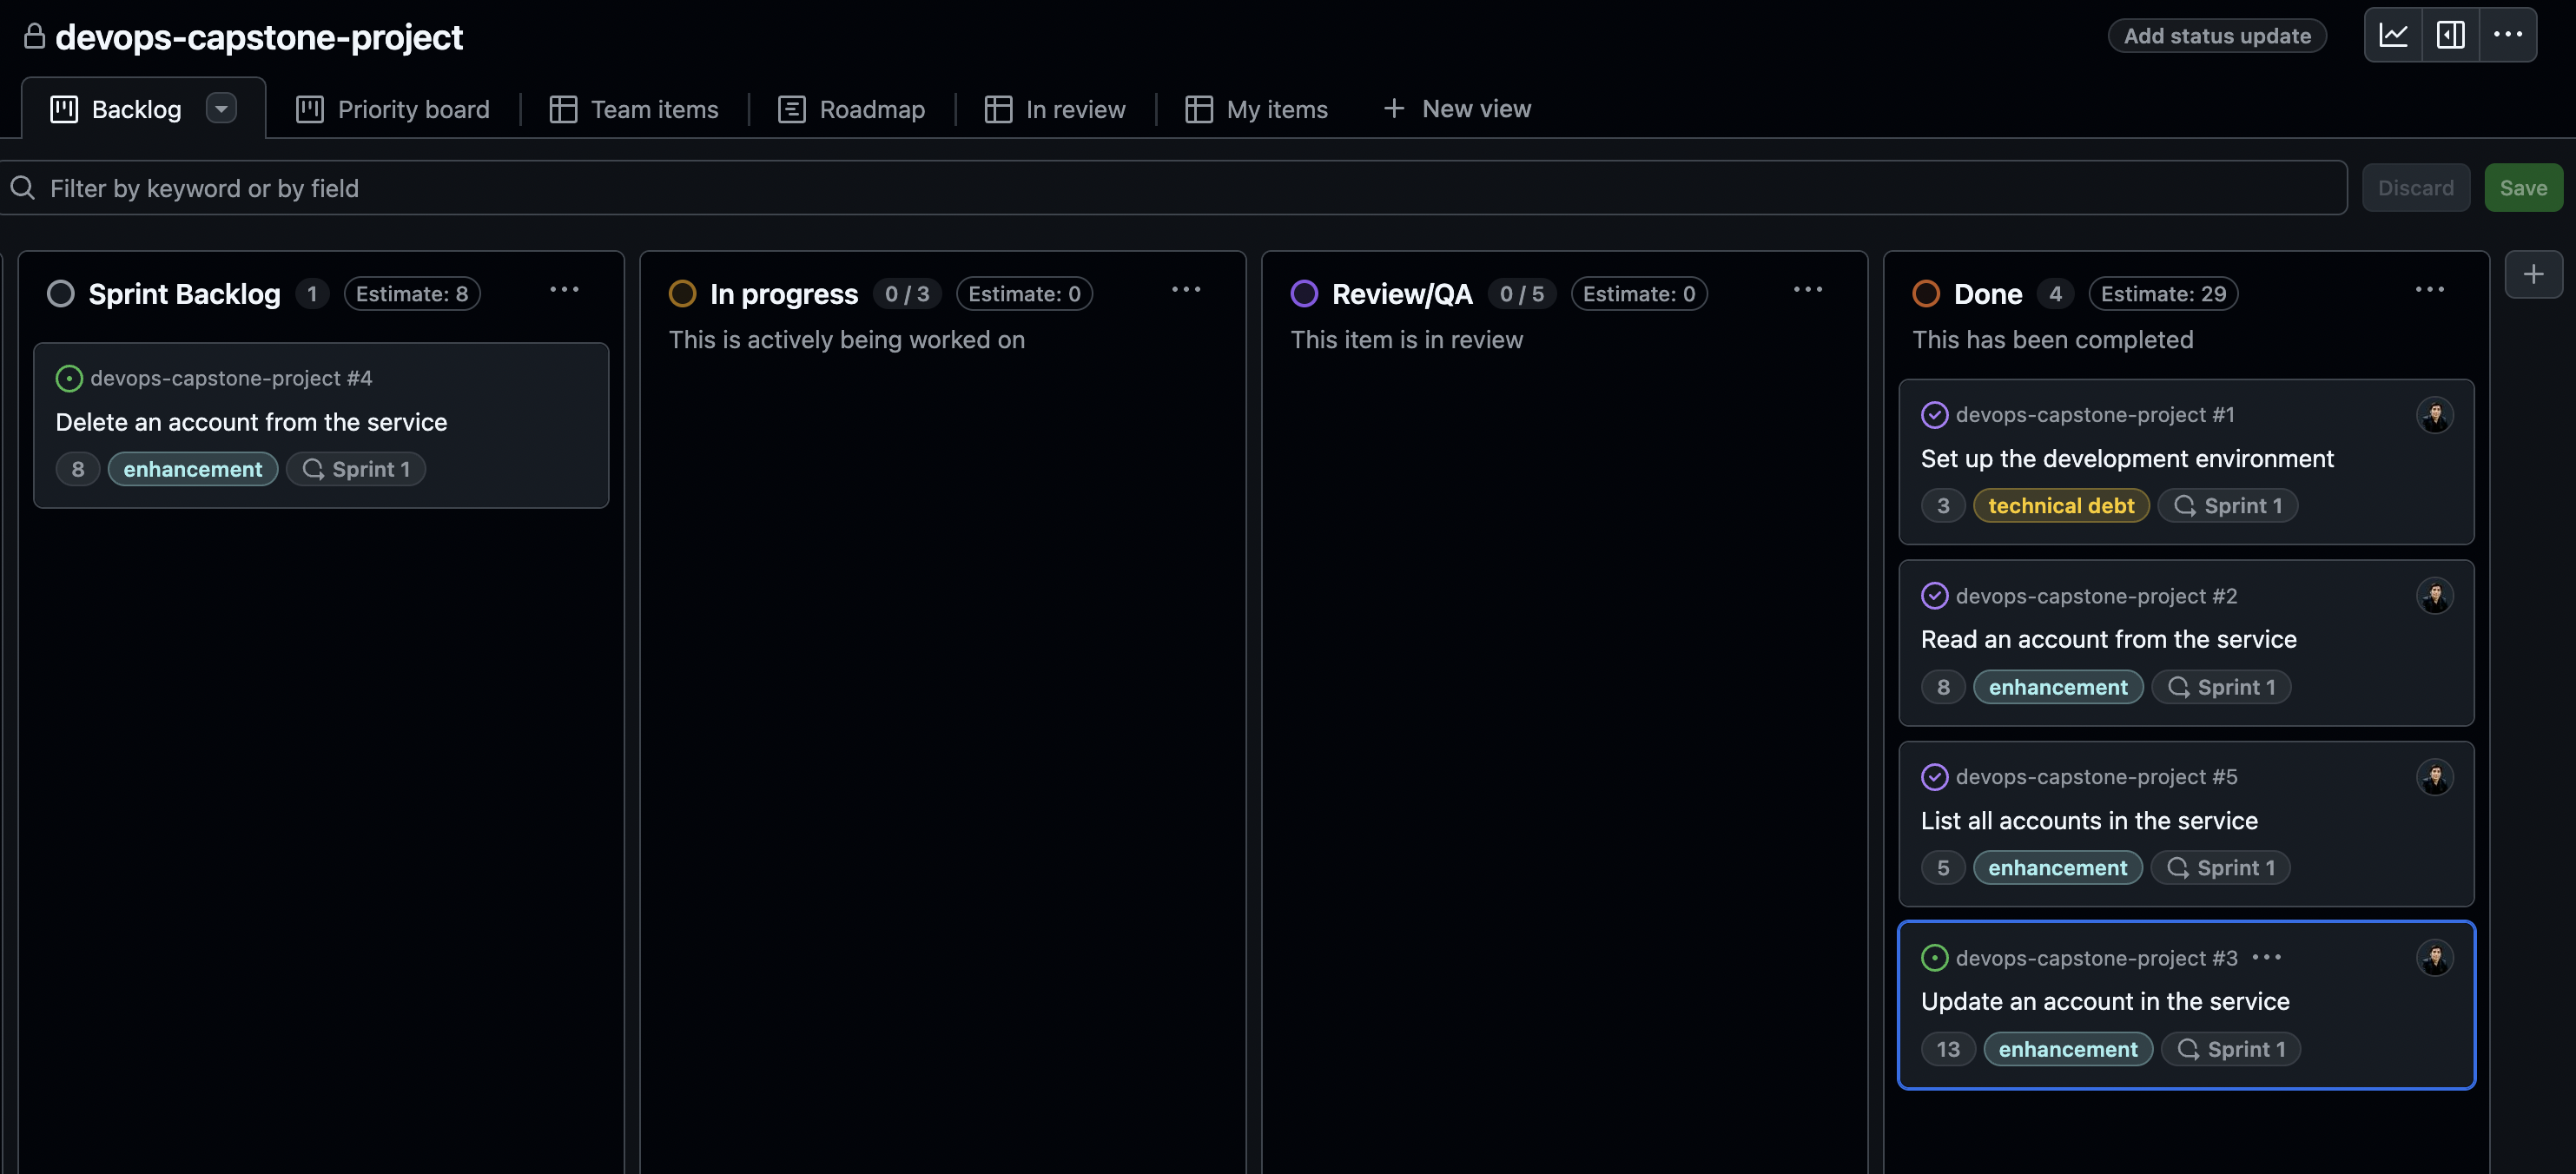 devops-capstone-project
Add status update
Backlog
Priority board
Team items
Roadmap
In review
My items
New view
Filter by keyword or by field
Discard
Save
Sprint Backlog 1 Estimate: 8
devops-capstone-project #4
Delete an account from the service
8 enhancement Sprint 1
In progress 0 / 3 Estimate: 0
This is actively being worked on
Review/QA 0 / 5 Estimate: 0
This item is in review
Done 4 Estimate: 29
This has been completed
devops-capstone-project #1
Set up the development environment
3 technical debt Sprint 1
devops-capstone-project #2
Read an account from the service
8 enhancement Sprint 1
devops-capstone-project #5
List all accounts in the service
5 enhancement Sprint 1
devops-capstone-project #3
Update an account in the service
13 enhancement Sprint 1